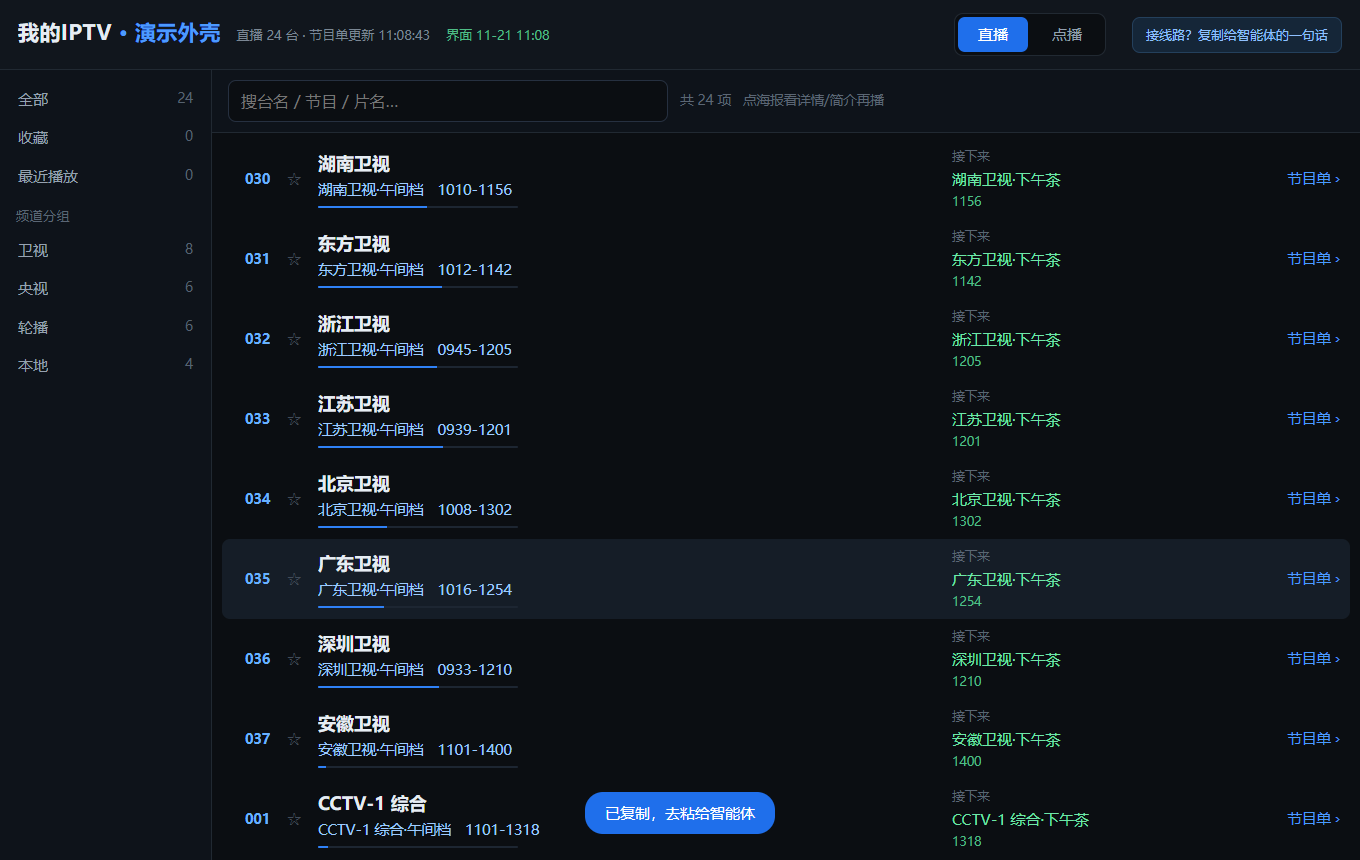 我的IPTV · 演示外壳 直播 24 台 · 节目单更新 11:08:43 界面 11-21 11:08 直播 点播 接线路？复制给智能体的一句话
全部 24
收藏 0
最近播放 0
频道分组
卫视 8
央视 6
轮播 6
本地 4
搜台名 / 节目 / 片名... 共 24 项 点海报看详情/简介再播
030 ☆ 湖南卫视
湖南卫视·午间档 1010-1156
接下来
湖南卫视·下午茶
1156
节目单 ›
031 ☆ 东方卫视
东方卫视·午间档 1012-1142
接下来
东方卫视·下午茶
1142
节目单 ›
032 ☆ 浙江卫视
浙江卫视·午间档 0945-1205
接下来
浙江卫视·下午茶
1205
节目单 ›
033 ☆ 江苏卫视
江苏卫视·午间档 0939-1201
接下来
江苏卫视·下午茶
1201
节目单 ›
034 ☆ 北京卫视
北京卫视·午间档 1008-1302
接下来
北京卫视·下午茶
1302
节目单 ›
035 ☆ 广东卫视
广东卫视·午间档 1016-1254
接下来
广东卫视·下午茶
1254
节目单 ›
036 ☆ 深圳卫视
深圳卫视·午间档 0933-1210
接下来
深圳卫视·下午茶
1210
节目单 ›
037 ☆ 安徽卫视
安徽卫视·午间档 1101-1400
接下来
安徽卫视·下午茶
1400
节目单 ›
001 ☆ CCTV-1 综合
CCTV-1 综合·午间档 1101-1318
接下来
CCTV-1 综合·下午茶
1318
节目单 ›
已复制，去粘给智能体